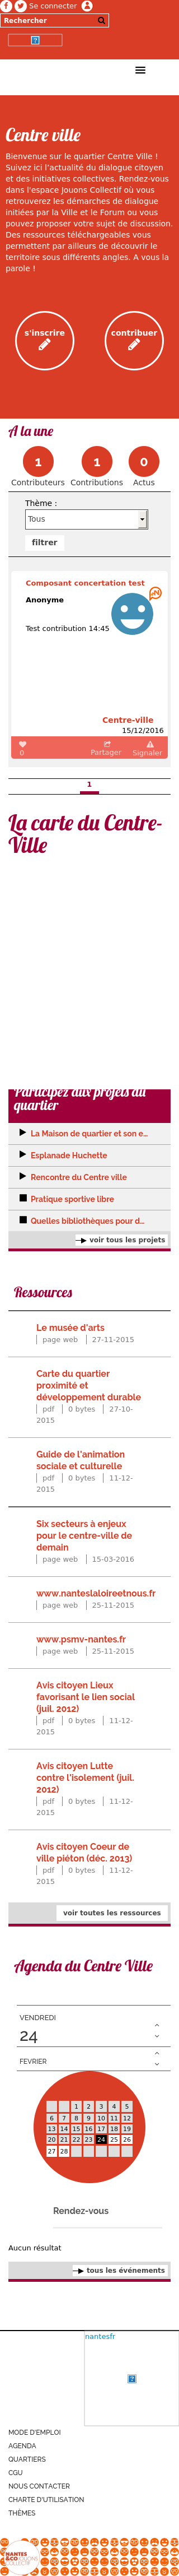 Se connecter
Rechercher
Centre ville
Bienvenue sur le quartier Centre Ville !
Suivez ici l'actualité du dialogue citoyen
et des initiatives collectives. Rendez-vous
dans l'espace Jouons Collectif où vous
retrouverez les démarches de dialogue
initiées par la Ville et le Forum ou vous
pouvez proposer votre sujet de discussion.
Des ressources téléchargeables vous
permettent par ailleurs de découvrir le
territoire sous différents angles. A vous la
parole !
s'inscrire
contribuer
A la une
1
1
0
Contributeurs
Contributions
Actus
Thème :
Tous
filtrer
Composant concertation test
Anonyme
Test contribution 14:45
Centre-ville
15/12/2016
0
Partager
Signaler
1
La carte du Centre-
Ville
Participez aux projets du
quartier
La Maison de quartier et son e...
Esplanade Huchette
Rencontre du Centre ville
Pratique sportive libre
Quelles bibliothèques pour d...
voir tous les projets
Ressources
Le musée d'arts
page web 27-11-2015
Carte du quartier
proximité et
développement durable
pdf 0 bytes 27-10-
2015
Guide de l'animation
sociale et culturelle
pdf 0 bytes 11-12-
2015
Six secteurs à enjeux
pour le centre-ville de
demain
page web 15-03-2016
www.nanteslaloireetnous.fr
page web 25-11-2015
www.psmv-nantes.fr
page web 25-11-2015
Avis citoyen Lieux
favorisant le lien social
(juil. 2012)
pdf 0 bytes 11-12-
2015
Avis citoyen Lutte
contre l'isolement (juil.
2012)
pdf 0 bytes 11-12-
2015
Avis citoyen Coeur de
ville piéton (déc. 2013)
pdf 0 bytes 11-12-
2015
voir toutes les ressources
Agenda du Centre Ville
VENDREDI
24
FEVRIER
1 2 3 4 5
6 7 8 9 10 11 12
13 14 15 16 17 18 19
20 21 22 23 24 25 26
27 28
Rendez-vous
Aucun résultat
tous les événements
nantesfr
MODE D'EMPLOI
AGENDA
QUARTIERS
CGU
NOUS CONTACTER
CHARTE D'UTILISATION
THÈMES
NANTES
&CO